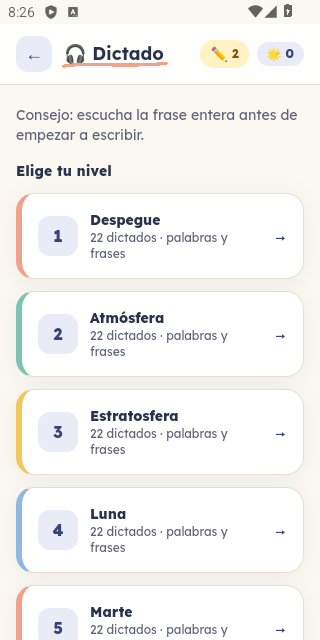 8:26
← 🎧 Dictado ✏️ 2 🌟 0
Consejo: escucha la frase entera antes de
empezar a escribir.
Elige tu nivel
1
Despegue
22 dictados · palabras y
frases
→
2
Atmósfera
22 dictados · palabras y
frases
→
3
Estratosfera
22 dictados · palabras y
frases
→
4
Luna
22 dictados · palabras y
frases
→
5
Marte
22 dictados · palabras y
→